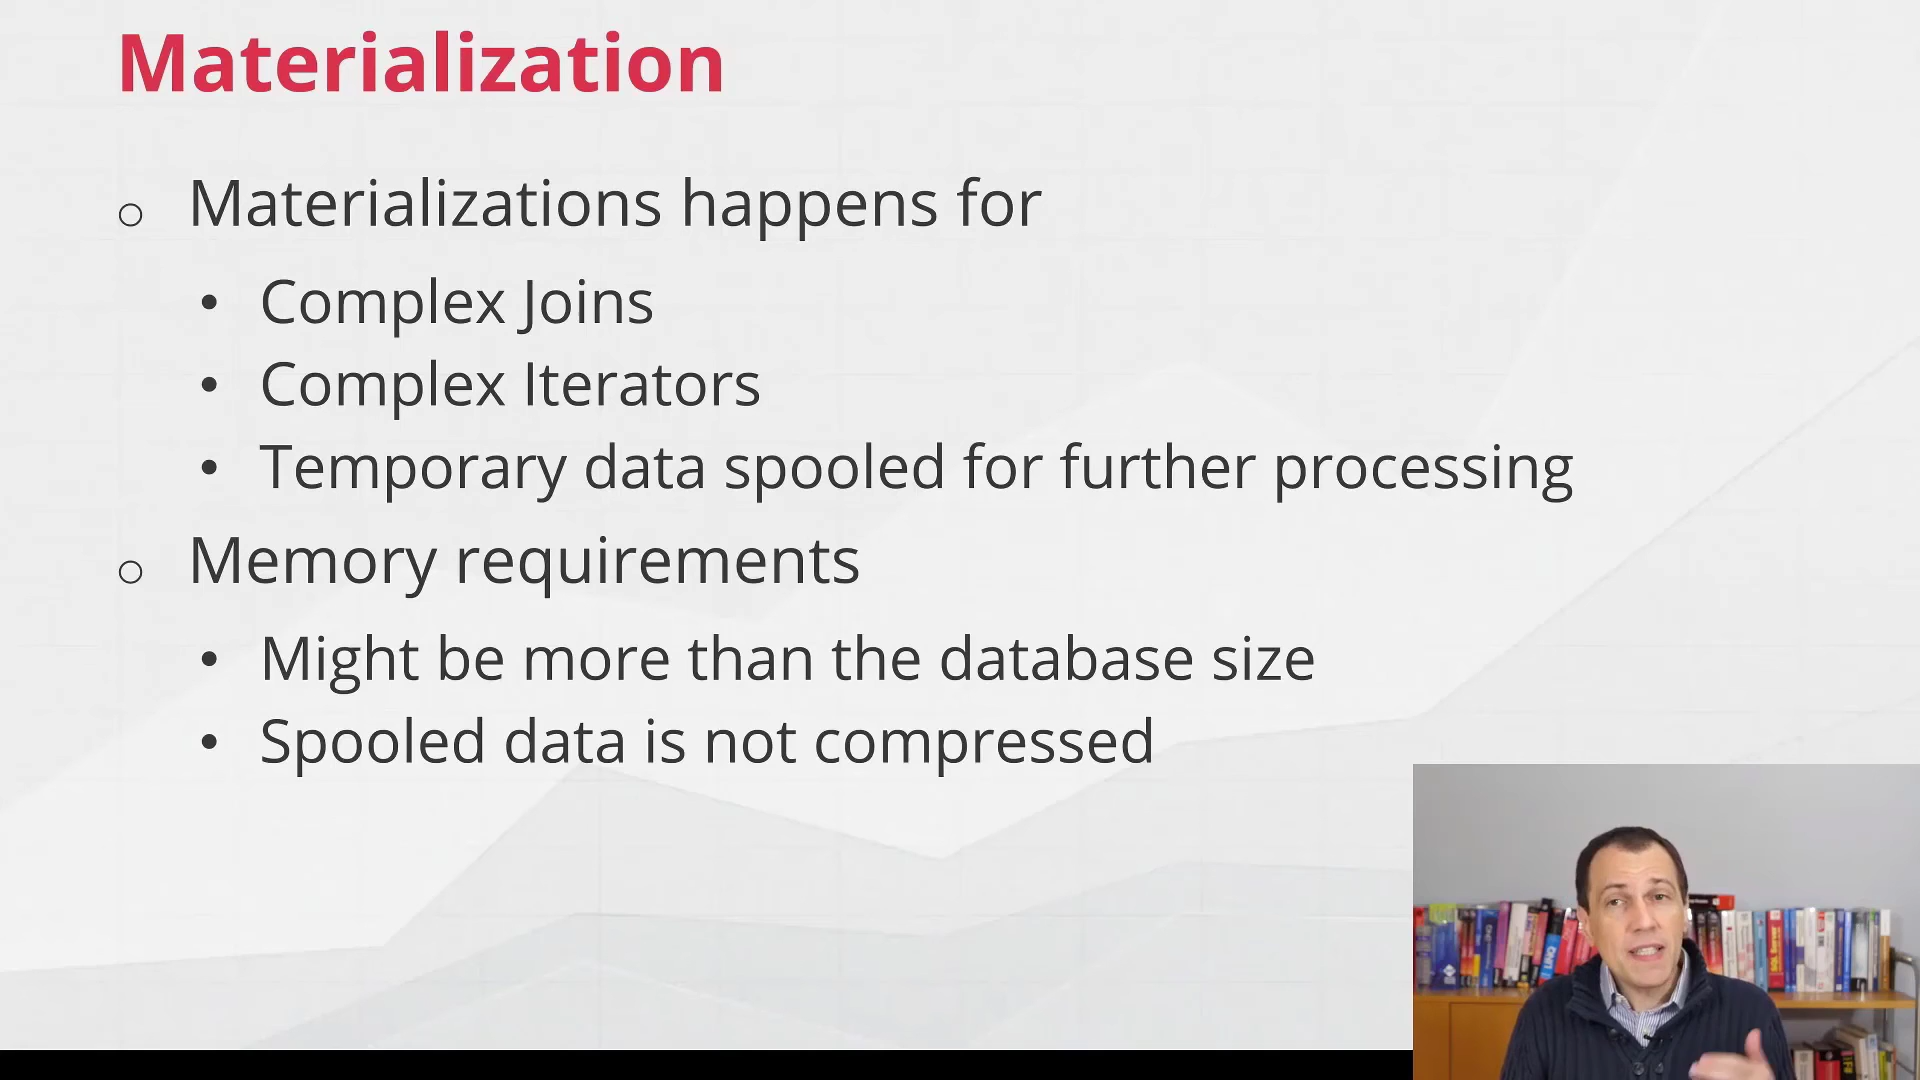 Materialization
Materializations happens for
Complex Joins
Complex Iterators
Temporary data spooled for further processing
Memory requirements
Might be more than the database size
Spooled data is not compressed